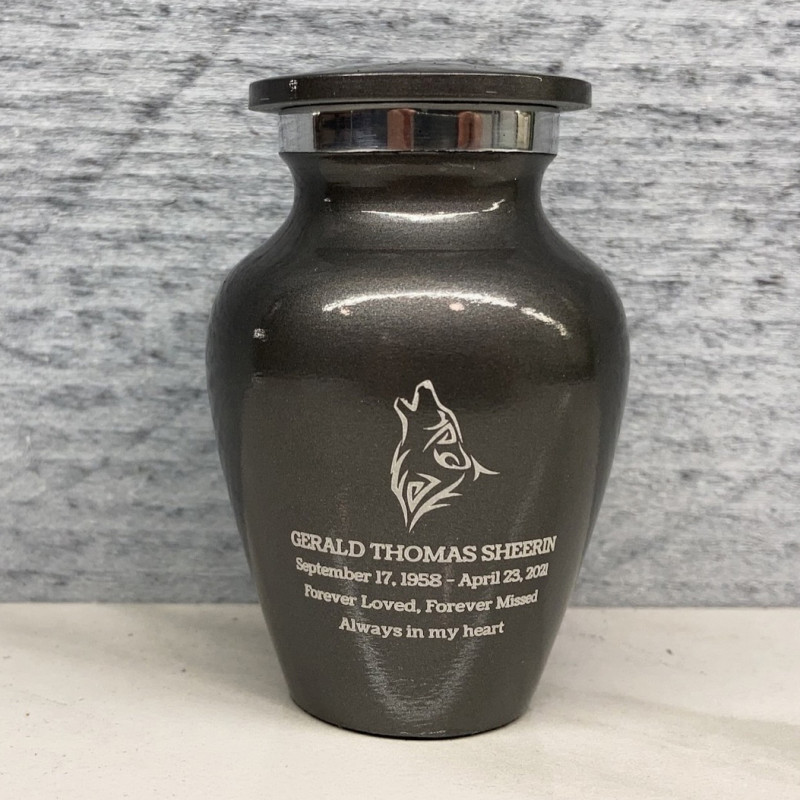 GERALD THOMAS SHEERIN
September 17, 1958 - April 23, 2021
Forever Loved, Forever Missed
Always in my heart